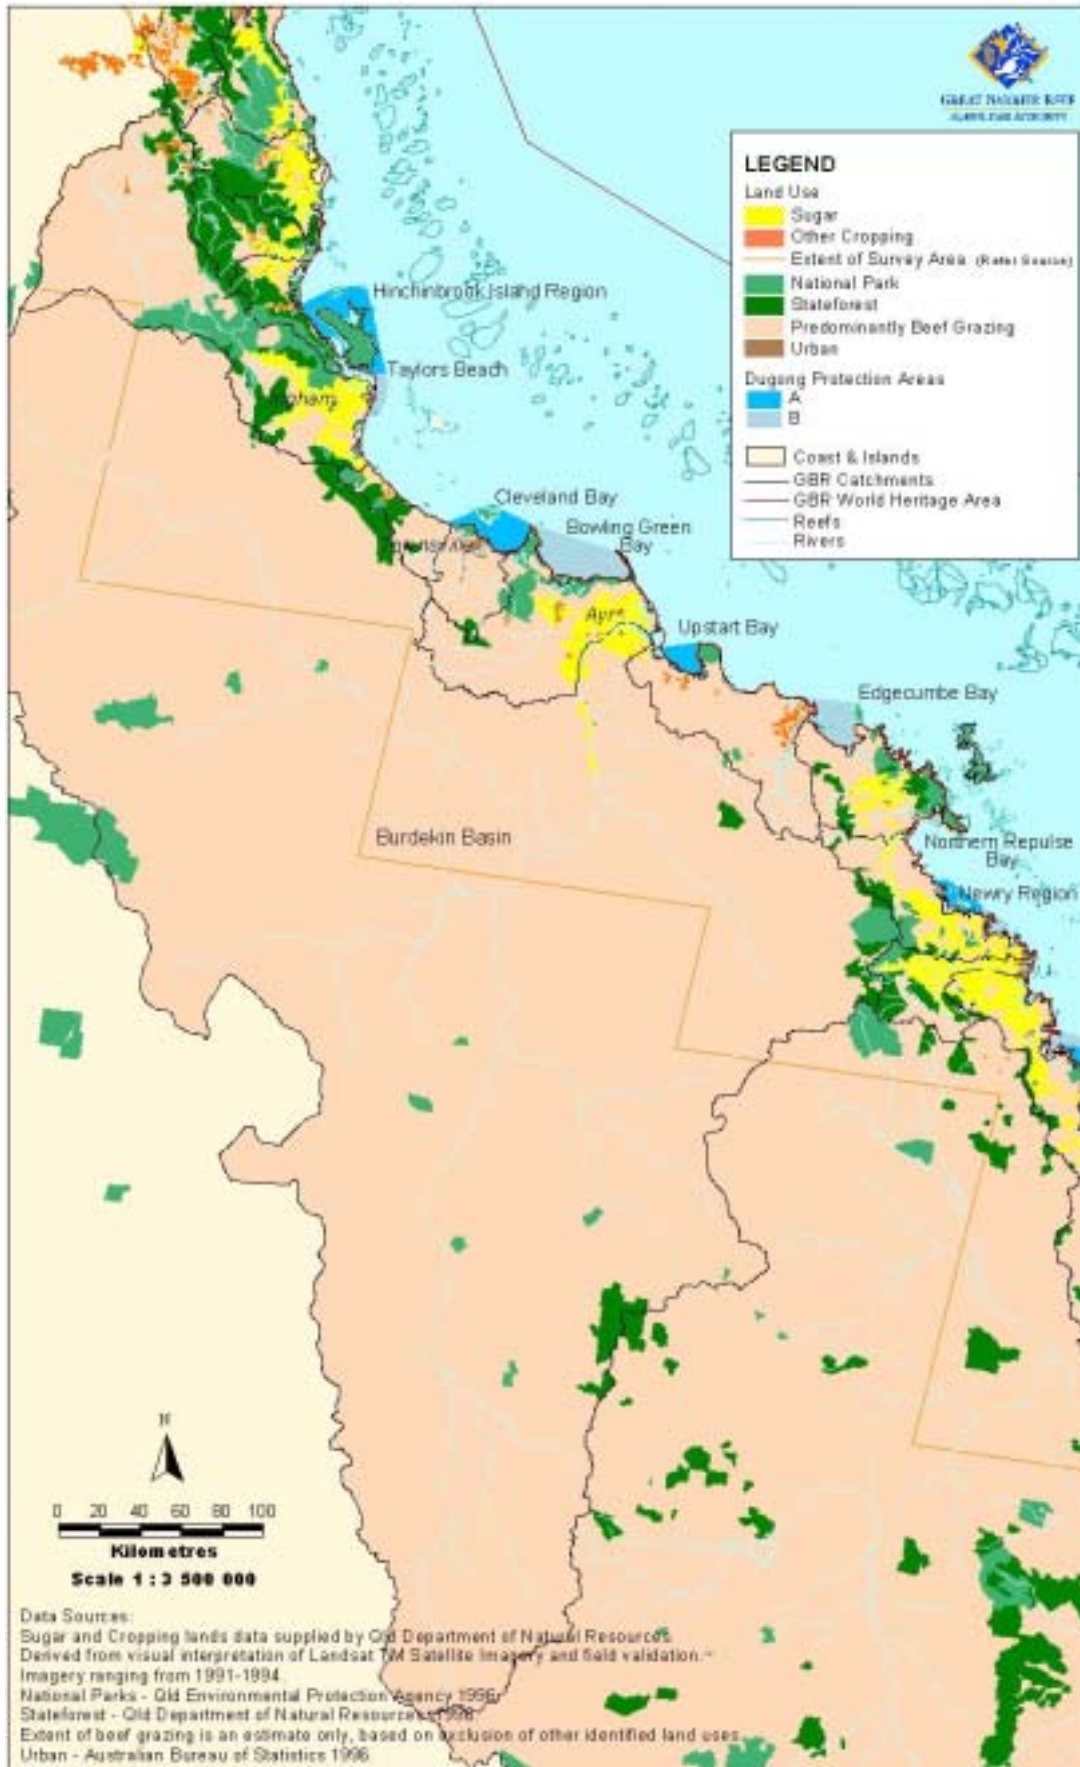 GREAT BARRIER REEF
MARINE PARK AUTHORITY
LEGEND
Land Use
Sugar
Other Cropping
Extent of Survey Area (Refer Source)
National Park
Stateforest
Predominantly Beef Grazing
Urban
Dugong Protection Areas
A
B
Coast & Islands
GBR Catchments
GBR World Heritage Area
Reefs
Rivers
Hinchinbrook Island Region
Taylors Beach
Cleveland Bay
Bowling Green
Bay
Ayr
Upstart Bay
Edgecumbe Bay
Burdekin Basin
Northern Repulse
Bay
Newry Region
N
0 20 40 60 80 100
Kilometres
Scale 1 : 3 500 000
Data Sources:
Sugar and Cropping lands data supplied by Qld Department of Natural Resources.
Derived from visual interpretation of Landsat TM Satellite Imagery and field validation.
Imagery ranging from 1991-1994.
National Parks - Qld Environmental Protection Agency 1996
Stateforest - Qld Department of Natural Resources 1996
Extent of beef grazing is an estimate only, based on exclusion of other identified land uses
Urban - Australian Bureau of Statistics 1996